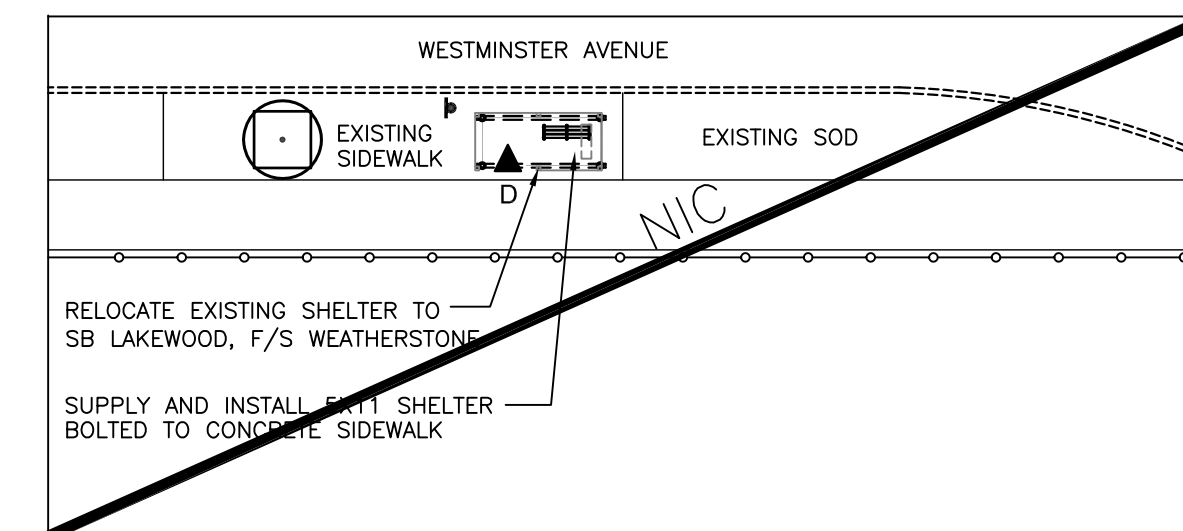 WESTMINSTER AVENUE
EXISTING
SIDEWALK
EXISTING SOD
D
NIC
RELOCATE EXISTING SHELTER TO
SB LAKEWOOD, F/S WEATHERSTONE
SUPPLY AND INSTALL 5X11 SHELTER
BOLTED TO CONCRETE SIDEWALK